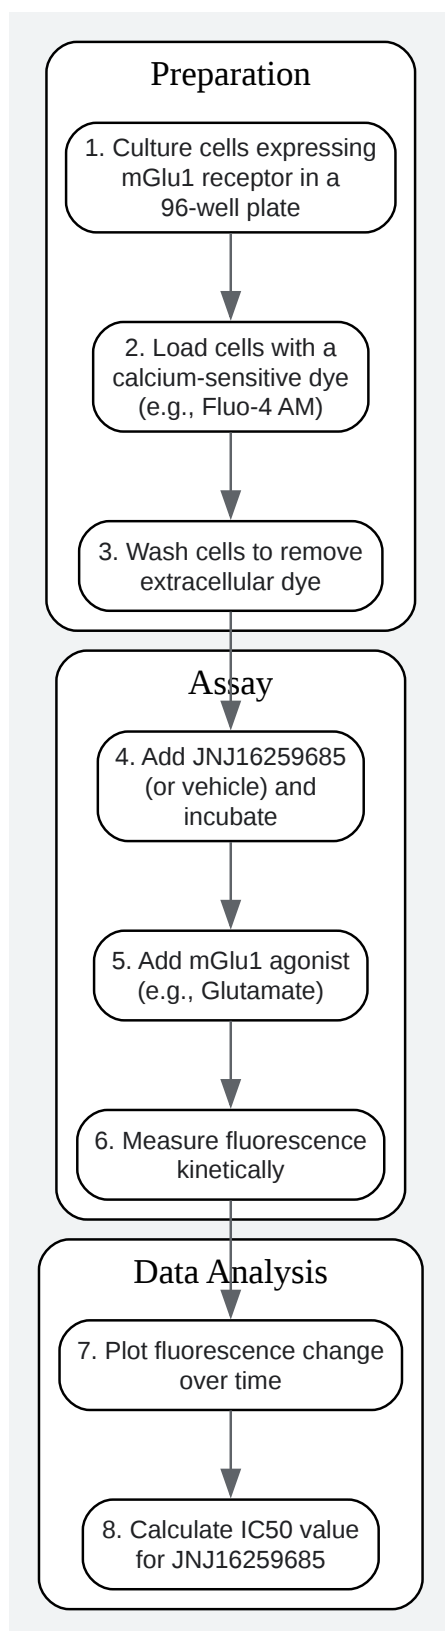 Preparation
1. Culture cells expressing
mGlu1 receptor in a
96-well plate
2. Load cells with a
calcium-sensitive dye
(e.g., Fluo-4 AM)
3. Wash cells to remove
extracellular dye
Assay
4. Add JNJ16259685
(or vehicle) and
incubate
5. Add mGlu1 agonist
(e.g., Glutamate)
6. Measure fluorescence
kinetically
Data Analysis
7. Plot fluorescence change
over time
8. Calculate IC50 value
for JNJ16259685